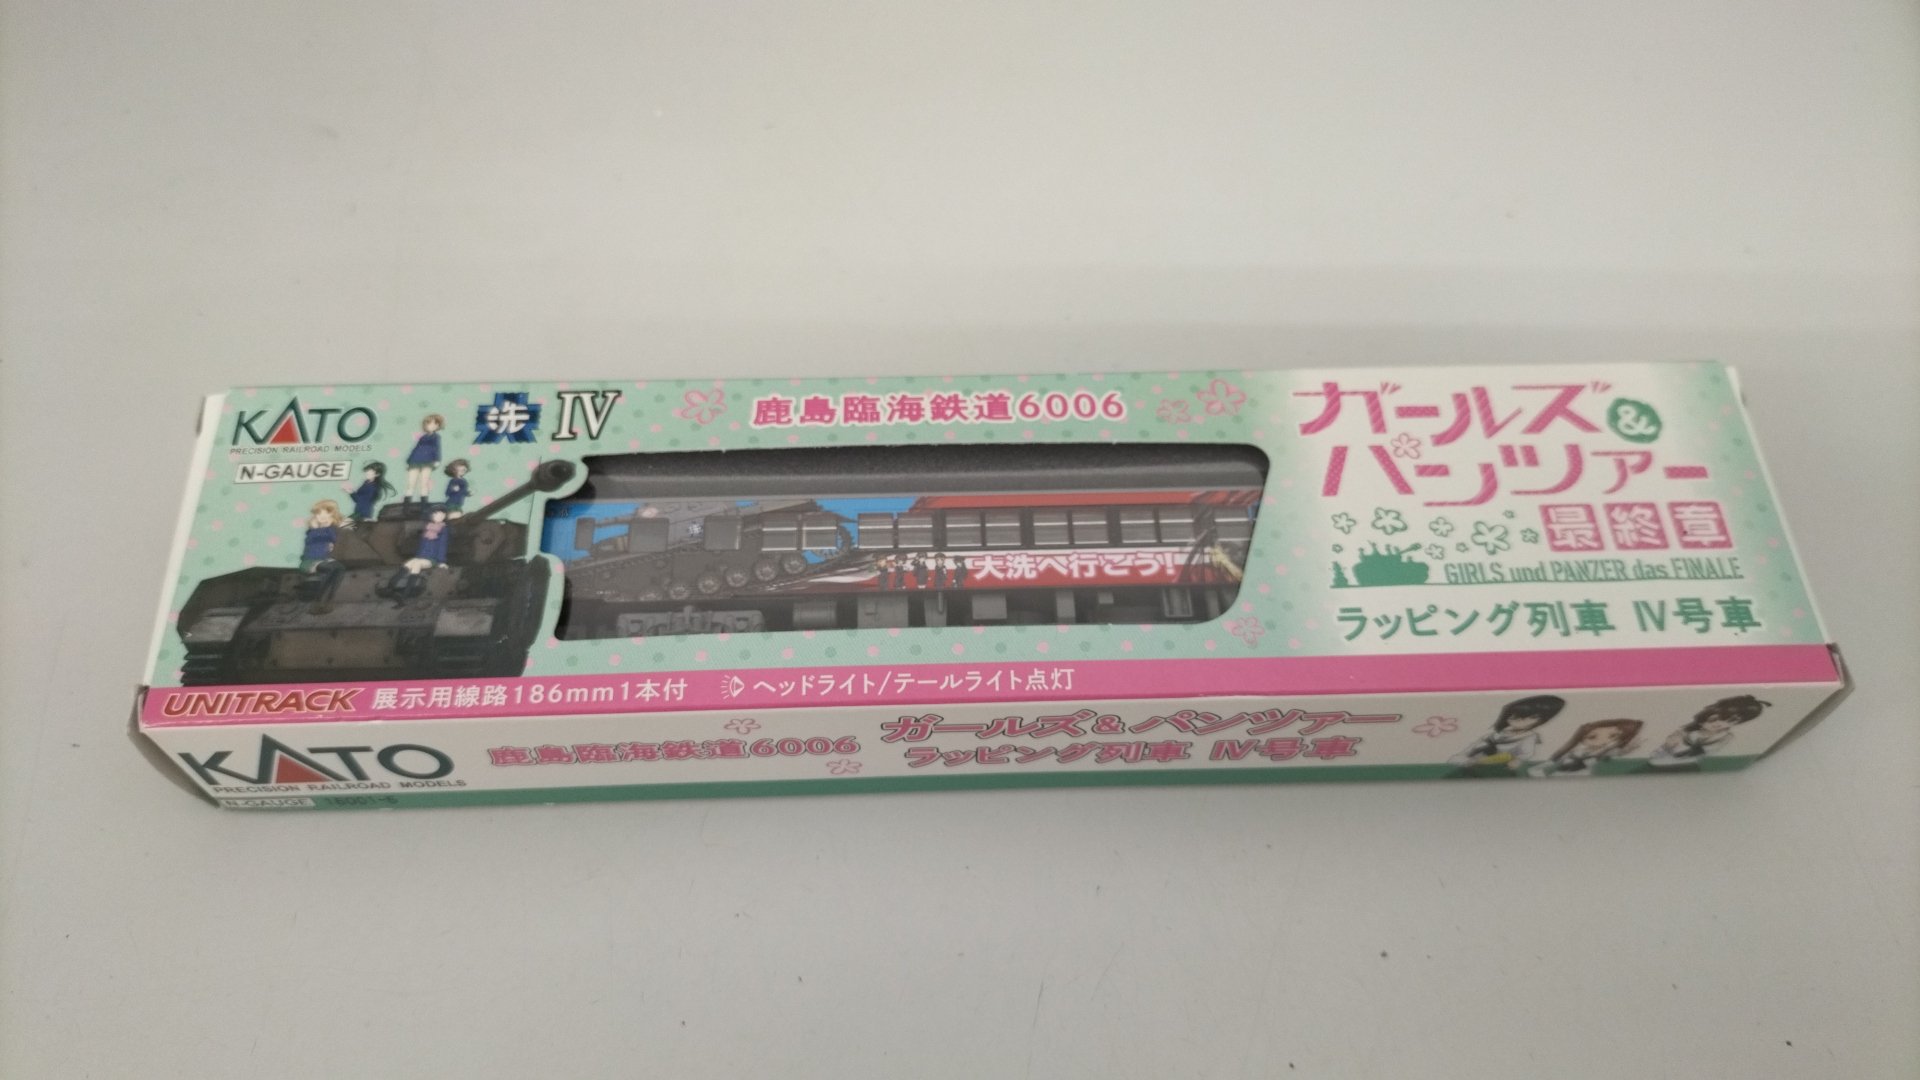 KATO
PRECISION RAILROAD MODELS
N-GAUGE
洗 IV
鹿島臨海鉄道6006
ガールズ&パンツァー
最終章
GIRLS und PANZER das FINALE
ラッピング列車 Ⅳ号車
大洗へ行こう!
UNITRACK 展示用線路186mm1本付 ヘッドライト/テールライト点灯
KATO
PRECISION RAILROAD MODELS
N-GAUGE
鹿島臨海鉄道6006
ガールズ&パンツァー
ラッピング列車 Ⅳ号車